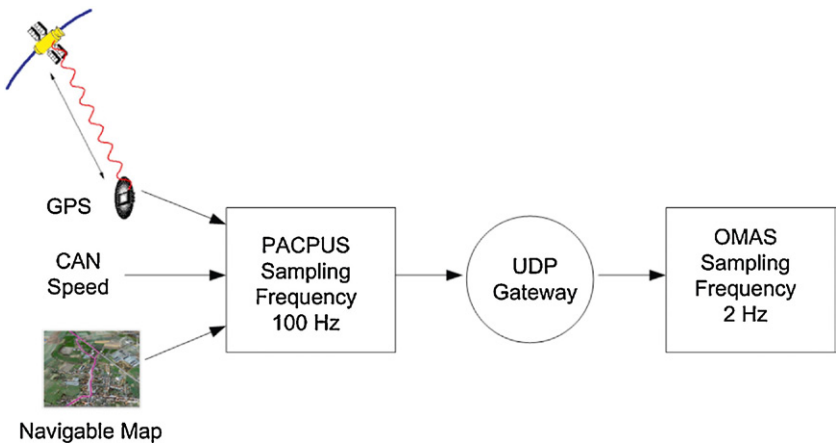 GPS
CAN
Speed
Navigable Map
PACPUS
Sampling
Frequency
100 Hz
UDP
Gateway
OMAS
Sampling
Frequency
2 Hz